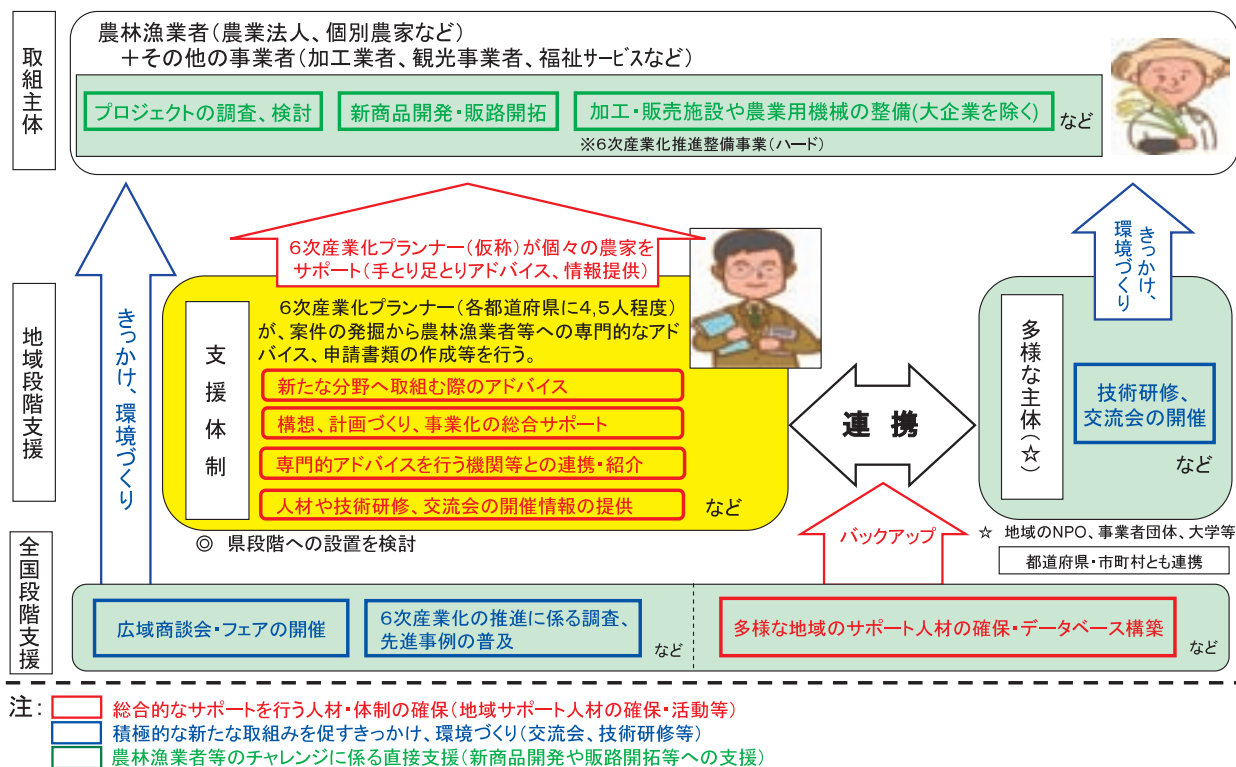 取組主体
農林漁業者(農業法人、個別農家など)
＋その他の事業者(加工業者、観光事業者、福祉サービスなど)
プロジェクトの調査、検討
新商品開発・販路開拓
加工・販売施設や農業用機械の整備(大企業を除く)
など
※６次産業化推進整備事業(ハード)
地域段階支援
きっかけ、環境づくり
６次産業化プランナー(仮称)が個々の農家を
サポート(手とり足とりアドバイス、情報提供)
支援体制
６次産業化プランナー(各都道府県に4,5人程度)
が、案件の発掘から農林漁業者等への専門的なアド
バイス、申請書類の作成等を行う。
新たな分野へ取組む際のアドバイス
構想、計画づくり、事業化の総合サポート
専門的アドバイスを行う機関等との連携・紹介
人材や技術研修、交流会の開催情報の提供
など
◎　県段階への設置を検討
連携
きっかけ、
環境づくり
多様な主体(☆)
技術研修、
交流会の開催
など
☆　地域のNPO、事業者団体、大学等
都道府県・市町村とも連携
バックアップ
全国段階支援
広域商談会・フェアの開催
６次産業化の推進に係る調査、
先進事例の普及
など
多様な地域のサポート人材の確保・データベース構築
など
注：
総合的なサポートを行う人材・体制の確保(地域サポート人材の確保・活動等)
積極的な新たな取組みを促すきっかけ、環境づくり(交流会、技術研修等)
農林漁業者等のチャレンジに係る直接支援(新商品開発や販路開拓等への支援)